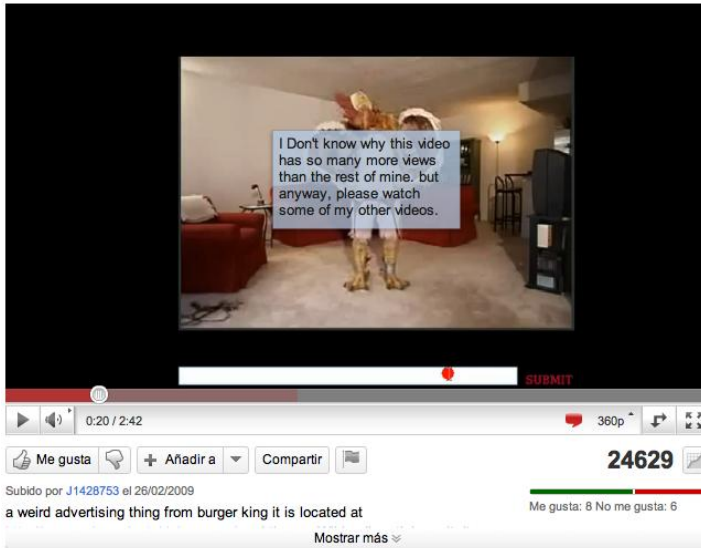 I Don't know why this video
has so many more views
than the rest of mine. but
anyway, please watch
some of my other videos.
SUBMIT
0:20 / 2:42
360p
Me gusta
Añadir a
Compartir
24629
Subido por J1428753 el 26/02/2009
Me gusta: 8 No me gusta: 6
a weird advertising thing from burger king it is located at
Mostrar más